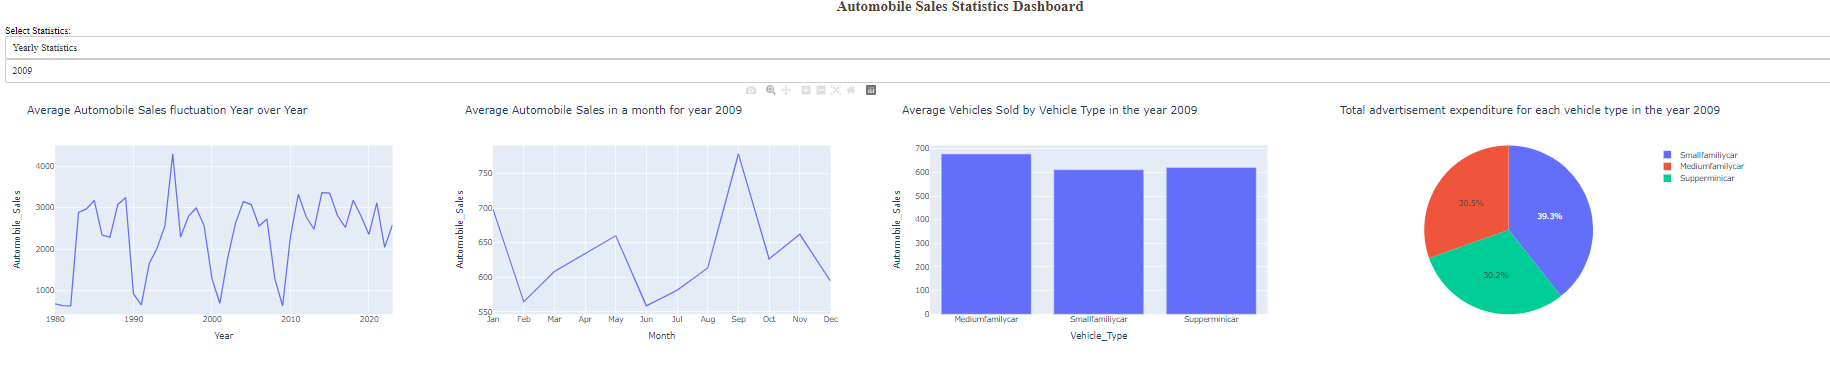 Automobile Sales Statistics Dashboard
Select Statistics:
Yearly Statistics
2009
Average Automobile Sales fluctuation Year over Year
Automobile_Sales
4000
3000
2000
1000
1980
1990
2000
2010
2020
Year
Average Automobile Sales in a month for year 2009
Automobile_Sales
750
700
650
600
550
Jan
Feb
Mar
Apr
May
Jun
Jul
Aug
Sep
Oct
Nov
Dec
Month
Average Vehicles Sold by Vehicle Type in the year 2009
Automobile_Sales
700
600
500
400
300
200
100
0
Mediumfamilycar
Smallfamiliycar
Supperminicar
Vehicle_Type
Total advertisement expenditure for each vehicle type in the year 2009
39.3%
30.5%
30.2%
Smallfamiliycar
Mediumfamilycar
Supperminicar